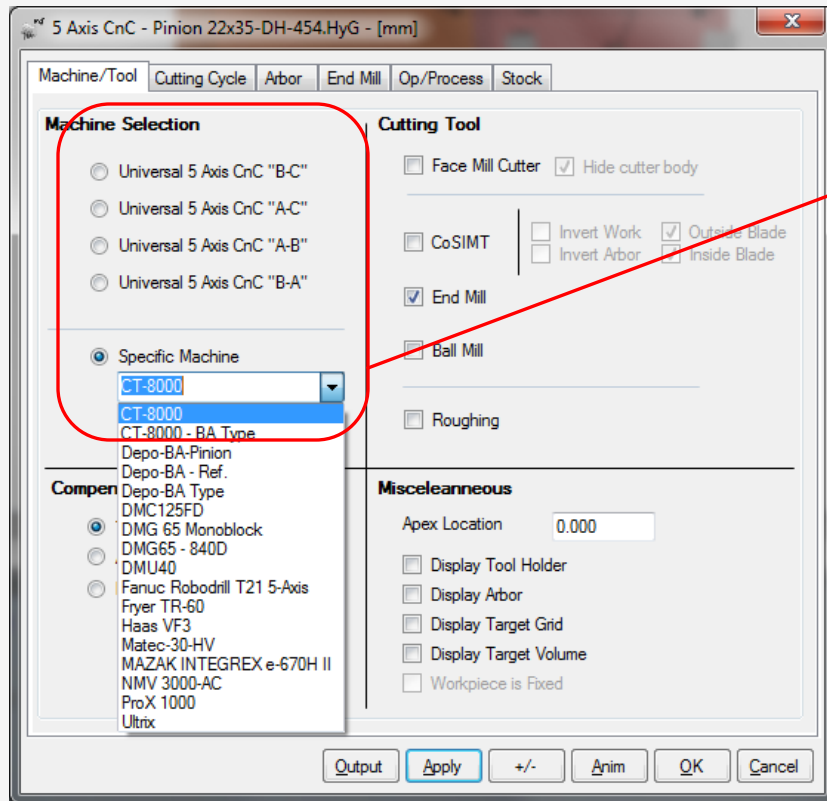 5 Axis CnC - Pinion 22x35-DH-454.HyG - [mm]
Machine/Tool Cutting Cycle Arbor End Mill Op/Process Stock
Machine Selection
Universal 5 Axis CnC "B-C"
Universal 5 Axis CnC "A-C"
Universal 5 Axis CnC "A-B"
Universal 5 Axis CnC "B-A"
Specific Machine
CT-8000
CT-8000
CT-8000 - BA Type
Depo-BA-Pinion
Depo-BA - Ref.
Depo-BA Type
DMC125FD
DMG 65 Monoblock
DMG65 - 840D
DMU40
Fanuc Robodrill T21 5-Axis
Fryer TR-60
Haas VF3
Matec-30-HV
MAZAK INTEGREX e-670H II
NMV 3000-AC
ProX 1000
Ultrix
Compen
Cutting Tool
Face Mill Cutter Hide cutter body
CoSIMT Invert Work Outside Blade
Invert Arbor Inside Blade
End Mill
Ball Mill
Roughing
Misceleanneous
Apex Location 0.000
Display Tool Holder
Display Arbor
Display Target Grid
Display Target Volume
Workpiece is Fixed
Output Apply +/- Anim OK Cancel